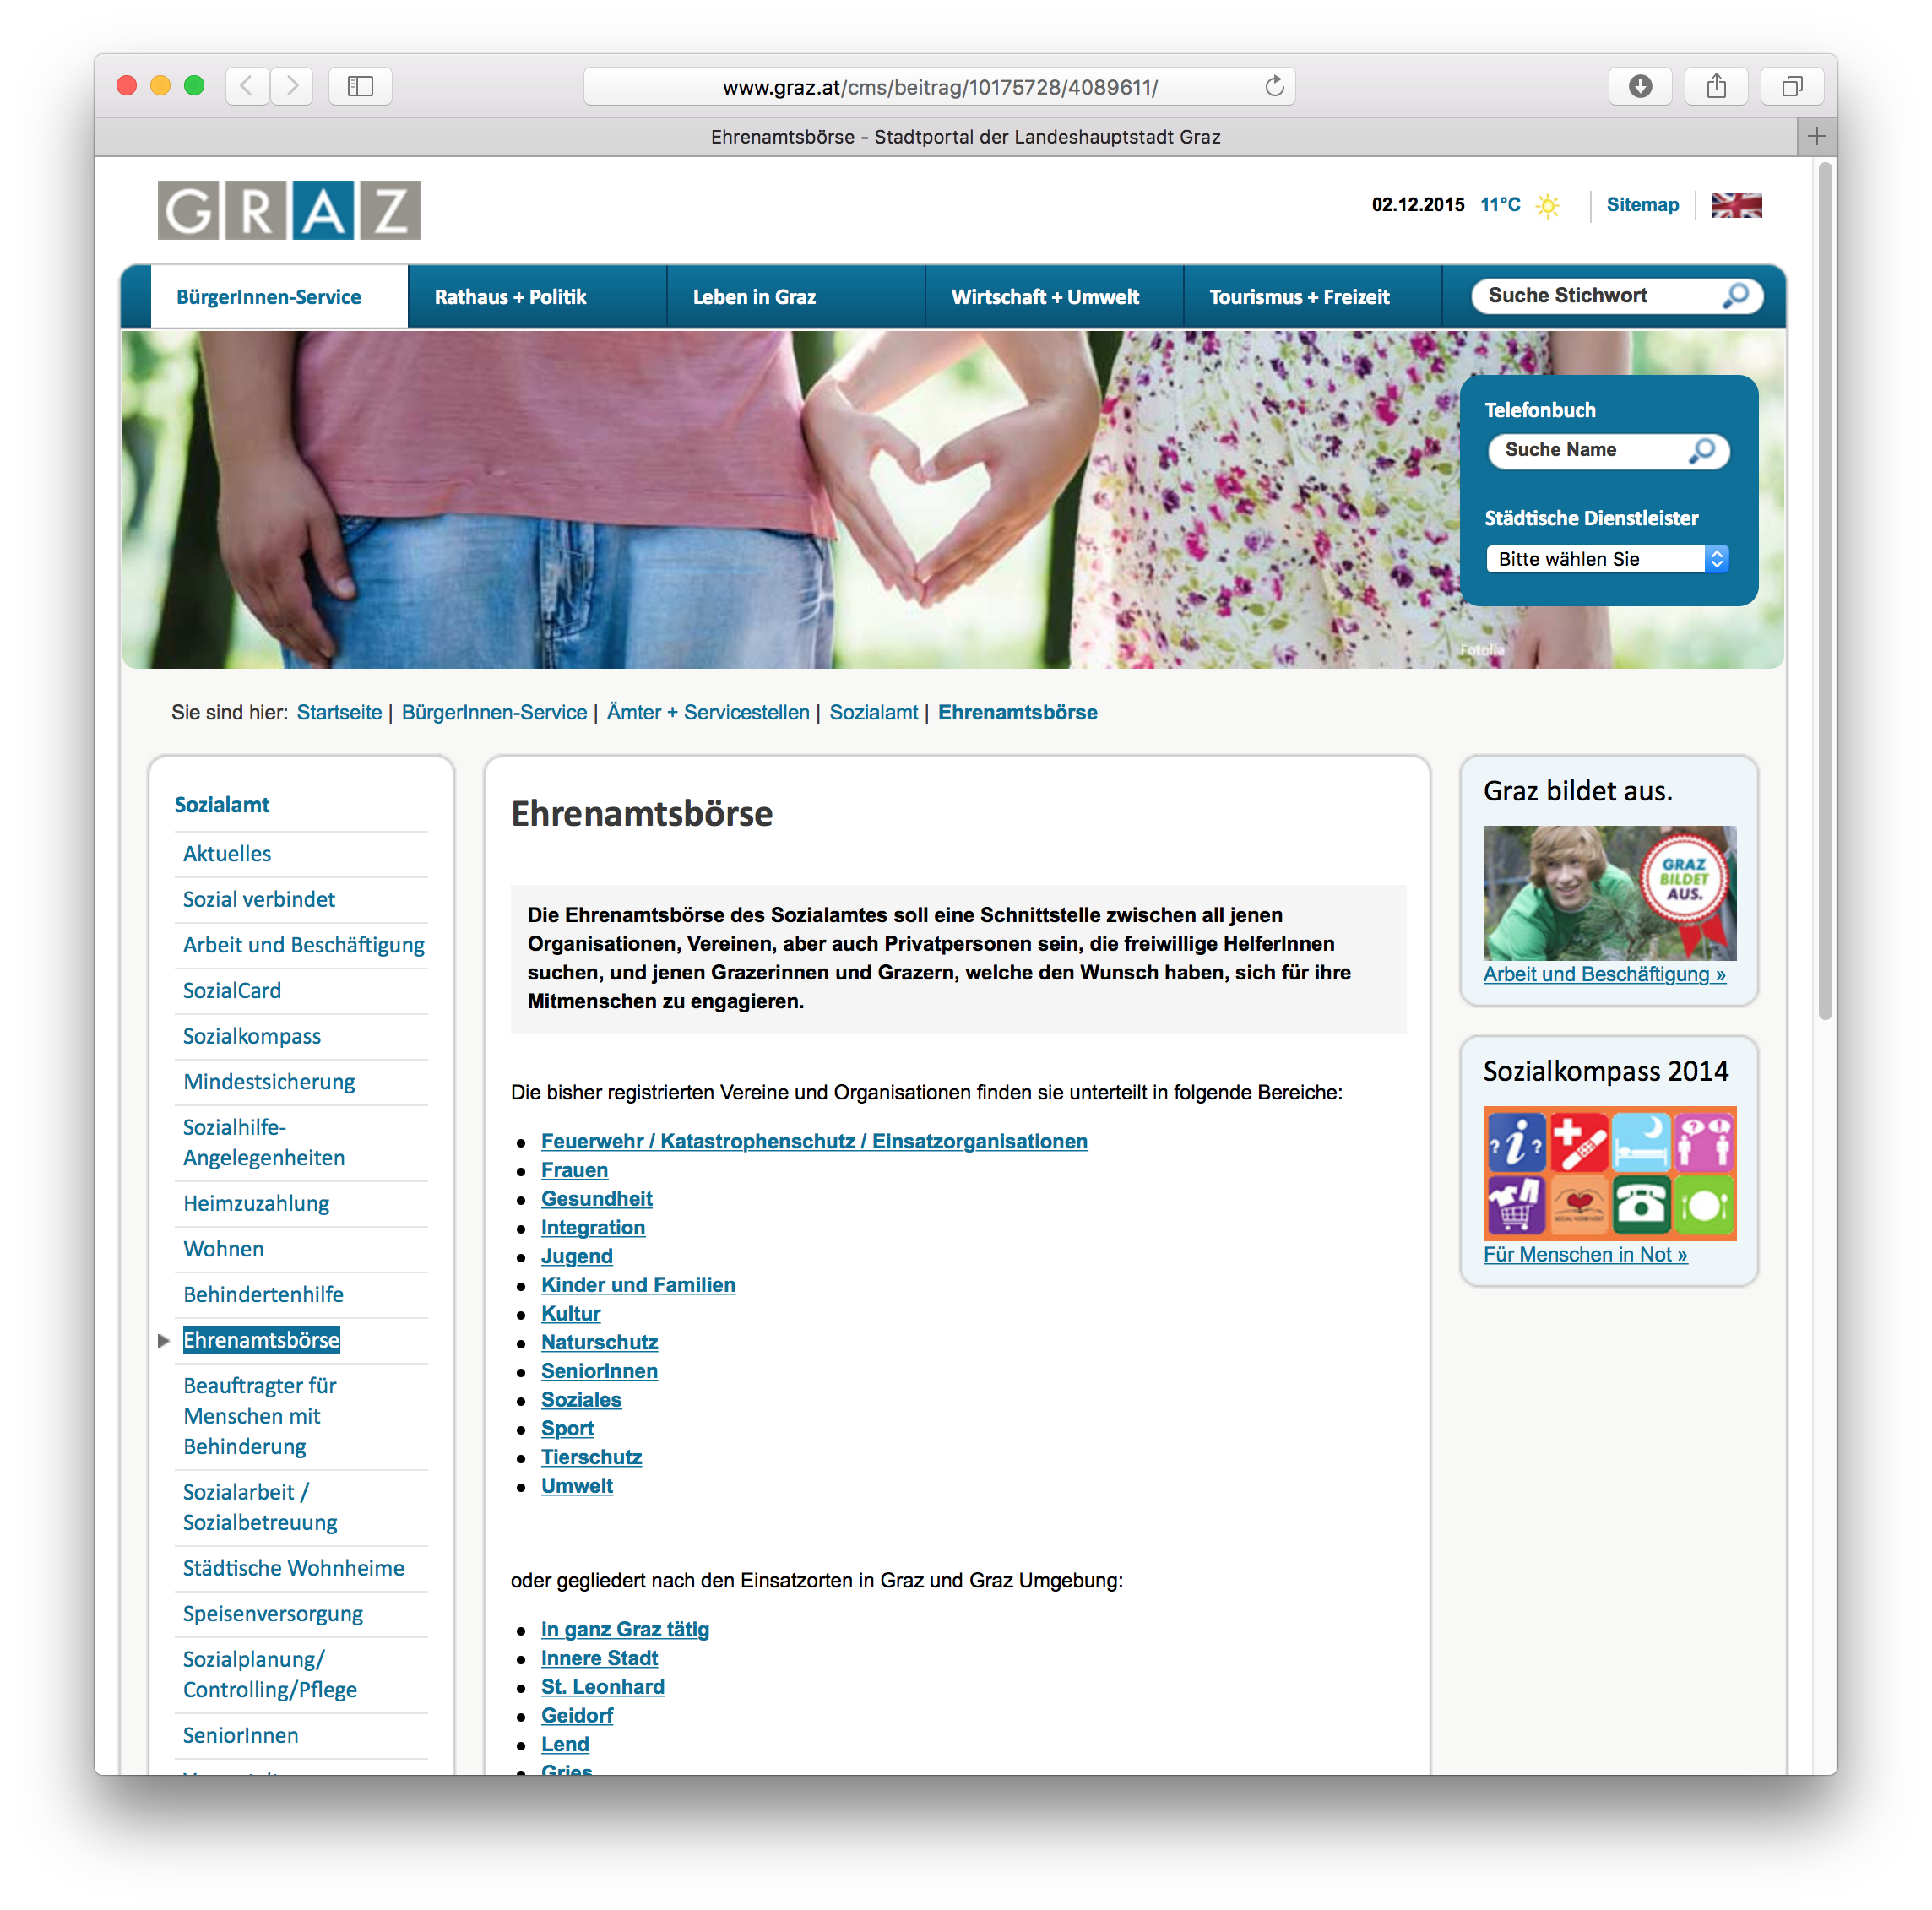 www.graz.at/cms/beitrag/10175728/4089611/
Ehrenamtsbörse - Stadtportal der Landeshauptstadt Graz
GRAZ
02.12.2015 11°C Sitemap
BürgerInnen-Service Rathaus + Politik Leben in Graz Wirtschaft + Umwelt Tourismus + Freizeit Suche Stichwort
Telefonbuch
Suche Name
Städtische Dienstleister
Bitte wählen Sie
Fotolia
Sie sind hier: Startseite | BürgerInnen-Service | Ämter + Servicestellen | Sozialamt | Ehrenamtsbörse
Sozialamt
Aktuelles
Sozial verbindet
Arbeit und Beschäftigung
SozialCard
Sozialkompass
Mindestsicherung
Sozialhilfe-
Angelegenheiten
Heimzuzahlung
Wohnen
Behindertenhilfe
Ehrenamtsbörse
Beauftragter für
Menschen mit
Behinderung
Sozialarbeit /
Sozialbetreuung
Städtische Wohnheime
Speisenversorgung
Sozialplanung/
Controlling/Pflege
SeniorInnen
Ehrenamtsbörse
Die Ehrenamtsbörse des Sozialamtes soll eine Schnittstelle zwischen all jenen
Organisationen, Vereinen, aber auch Privatpersonen sein, die freiwillige HelferInnen
suchen, und jenen Grazerinnen und Grazern, welche den Wunsch haben, sich für ihre
Mitmenschen zu engagieren.
Die bisher registrierten Vereine und Organisationen finden sie unterteilt in folgende Bereiche:
Feuerwehr / Katastrophenschutz / Einsatzorganisationen
Frauen
Gesundheit
Integration
Jugend
Kinder und Familien
Kultur
Naturschutz
SeniorInnen
Soziales
Sport
Tierschutz
Umwelt
oder gegliedert nach den Einsatzorten in Graz und Graz Umgebung:
in ganz Graz tätig
Innere Stadt
St. Leonhard
Geidorf
Lend
Gries
Graz bildet aus.
GRAZ
BILDET
AUS.
Arbeit und Beschäftigung »
Sozialkompass 2014
? i ?
? !
Für Menschen in Not »